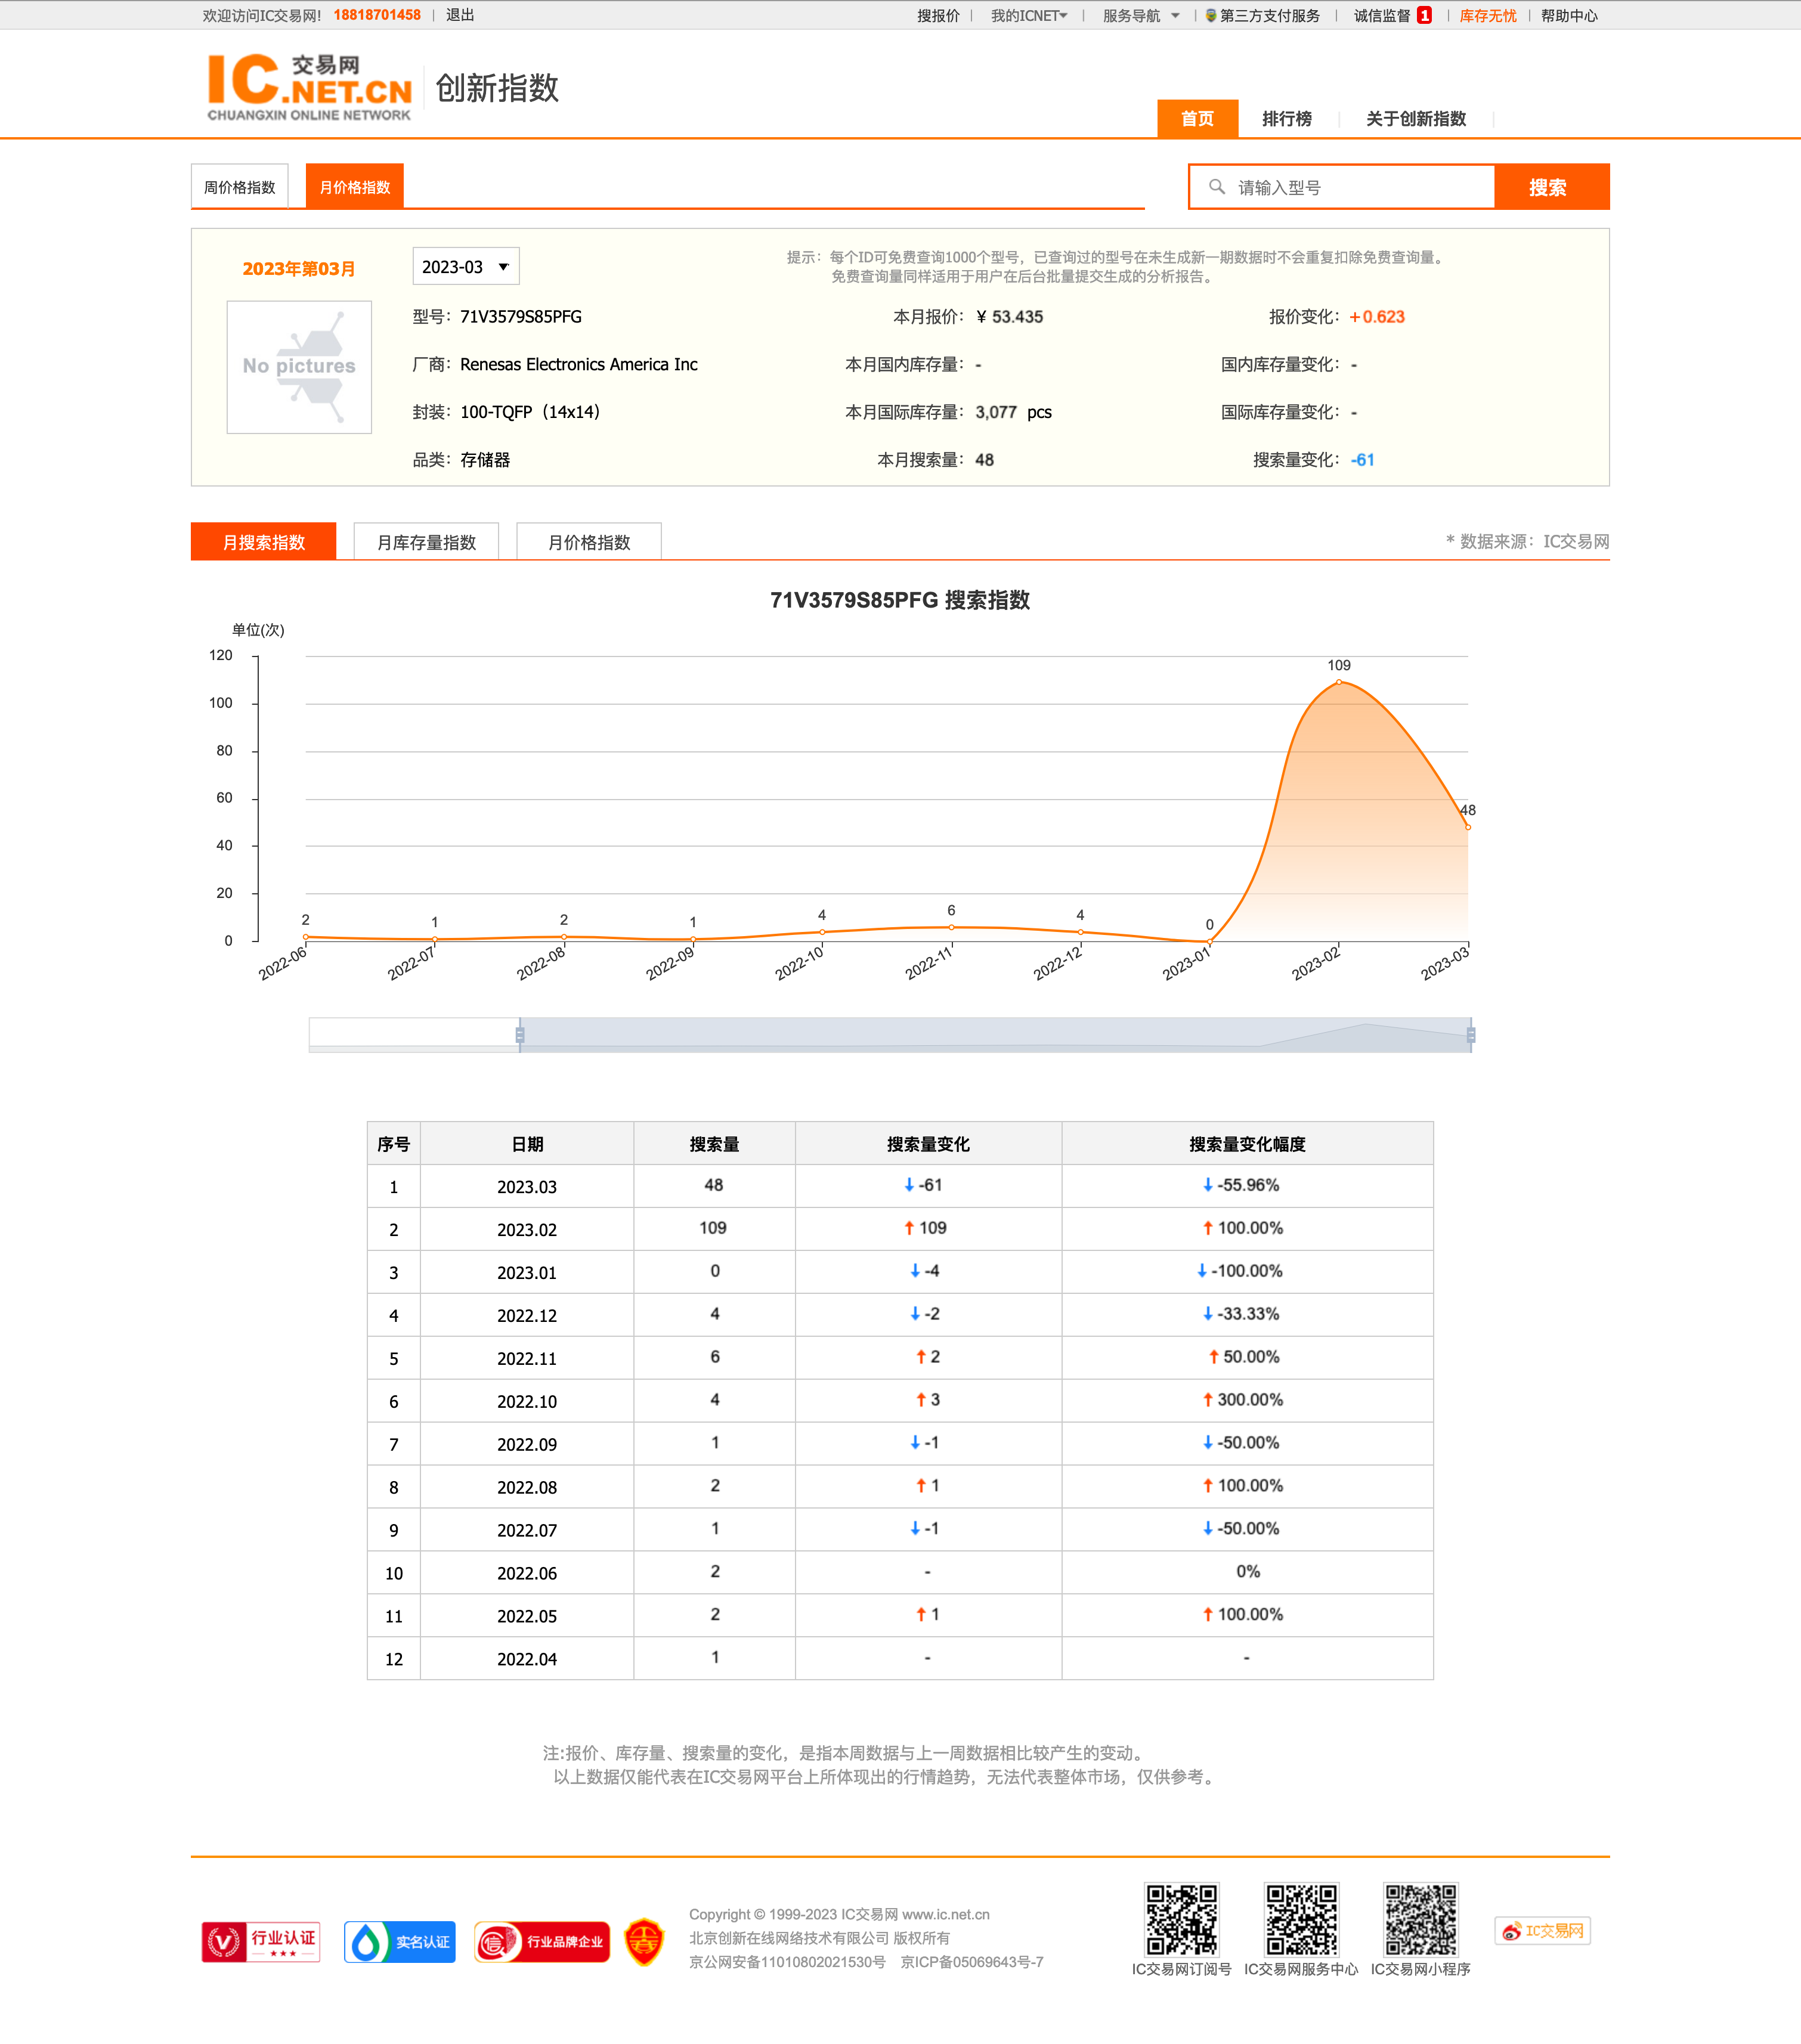 欢迎访问IC交易网! 18818701458 | 退出
搜报价 | 我的ICNET | 服务导航 | 第三方支付服务 | 诚信监督 1 | 库存无忧 | 帮助中心
IC 交易网 .NET.CN
CHUANGXIN ONLINE NETWORK
创新指数
首页 排行榜 关于创新指数
周价格指数 月价格指数 请输入型号 搜索
2023年第03月 2023-03
提示：每个ID可免费查询1000个型号，已查询过的型号在未生成新一期数据时不会重复扣除免费查询量。
免费查询量同样适用于用户在后台批量提交生成的分析报告。
No pictures
型号：71V3579S85PFG 本月报价：¥ 53.435 报价变化：+0.623
厂商：Renesas Electronics America Inc 本月国内库存量：- 国内库存量变化：-
封装：100-TQFP（14x14） 本月国际库存量：3,077 pcs 国际库存量变化：-
品类：存储器 本月搜索量：48 搜索量变化：-61
月搜索指数 月库存量指数 月价格指数 * 数据来源：IC交易网
71V3579S85PFG 搜索指数
单位(次)
120
100
80
60
40
20
0
2 1 2 1 4 6 4 0 109 48
2022-06 2022-07 2022-08 2022-09 2022-10 2022-11 2022-12 2023-01 2023-02 2023-03
序号 日期 搜索量 搜索量变化 搜索量变化幅度
1 2023.03 48 ↓-61 ↓-55.96%
2 2023.02 109 ↑109 ↑100.00%
3 2023.01 0 ↓-4 ↓-100.00%
4 2022.12 4 ↓-2 ↓-33.33%
5 2022.11 6 ↑2 ↑50.00%
6 2022.10 4 ↑3 ↑300.00%
7 2022.09 1 ↓-1 ↓-50.00%
8 2022.08 2 ↑1 ↑100.00%
9 2022.07 1 ↓-1 ↓-50.00%
10 2022.06 2 - 0%
11 2022.05 2 ↑1 ↑100.00%
12 2022.04 1 - -
注:报价、库存量、搜索量的变化，是指本周数据与上一周数据相比较产生的变动。
以上数据仅能代表在IC交易网平台上所体现出的行情趋势，无法代表整体市场，仅供参考。
行业认证
实名认证
信 行业品牌企业
Copyright © 1999-2023 IC交易网 www.ic.net.cn
北京创新在线网络技术有限公司 版权所有
京公网安备11010802021530号 京ICP备05069643号-7
IC交易网订阅号 IC交易网服务中心 IC交易网小程序
IC交易网